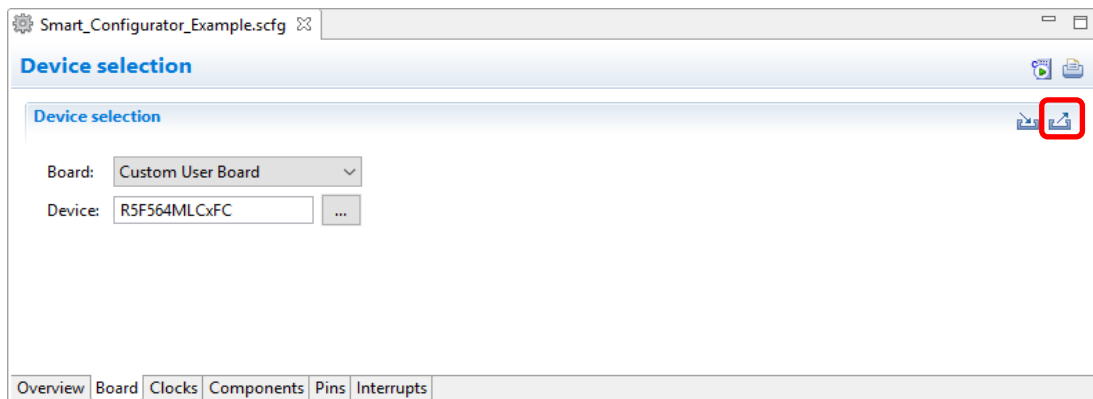 Smart_Configurator_Example.scfg
Device selection
Device selection
Board: Custom User Board
Device: R5F564MLCxFC ...
Overview Board Clocks Components Pins Interrupts